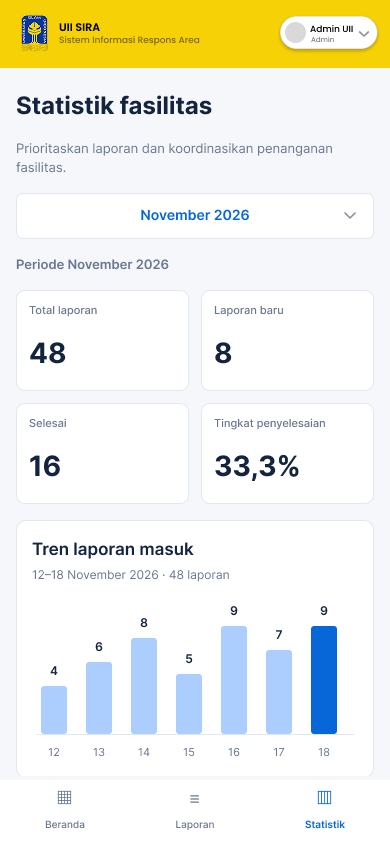 UII SIRA
Sistem Informasi Respons Area
Admin UII
Admin
Statistik fasilitas
Prioritaskan laporan dan koordinasikan penanganan
fasilitas.
November 2026
Periode November 2026
Total laporan
48
Laporan baru
8
Selesai
16
Tingkat penyelesaian
33,3%
Tren laporan masuk
12–18 November 2026 · 48 laporan
4
6
8
5
9
7
9
12
13
14
15
16
17
18
Beranda
Laporan
Statistik